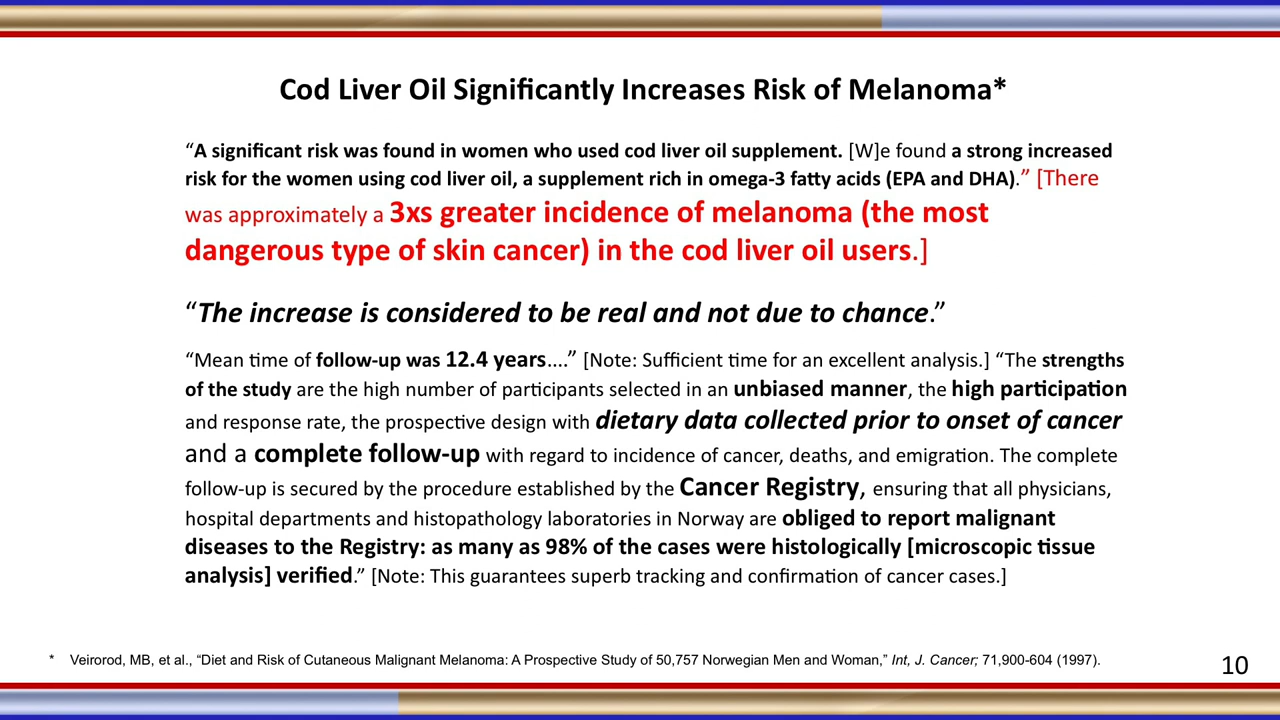 Cod Liver Oil Significantly Increases Risk of Melanoma*
“A significant risk was found in women who used cod liver oil supplement. [W]e found a strong increased
risk for the women using cod liver oil, a supplement rich in omega-3 fatty acids (EPA and DHA).” [There
was approximately a 3xs greater incidence of melanoma (the most
dangerous type of skin cancer) in the cod liver oil users.]
“The increase is considered to be real and not due to chance.”
“Mean time of follow-up was 12.4 years....” [Note: Sufficient time for an excellent analysis.] “The strengths
of the study are the high number of participants selected in an unbiased manner, the high participation
and response rate, the prospective design with dietary data collected prior to onset of cancer
and a complete follow-up with regard to incidence of cancer, deaths, and emigration. The complete
follow-up is secured by the procedure established by the Cancer Registry, ensuring that all physicians,
hospital departments and histopathology laboratories in Norway are obliged to report malignant
diseases to the Registry: as many as 98% of the cases were histologically [microscopic tissue
analysis] verified.” [Note: This guarantees superb tracking and confirmation of cancer cases.]
* Veirorod, MB, et al., “Diet and Risk of Cutaneous Malignant Melanoma: A Prospective Study of 50,757 Norwegian Men and Woman,” Int, J. Cancer; 71,900-604 (1997).
10